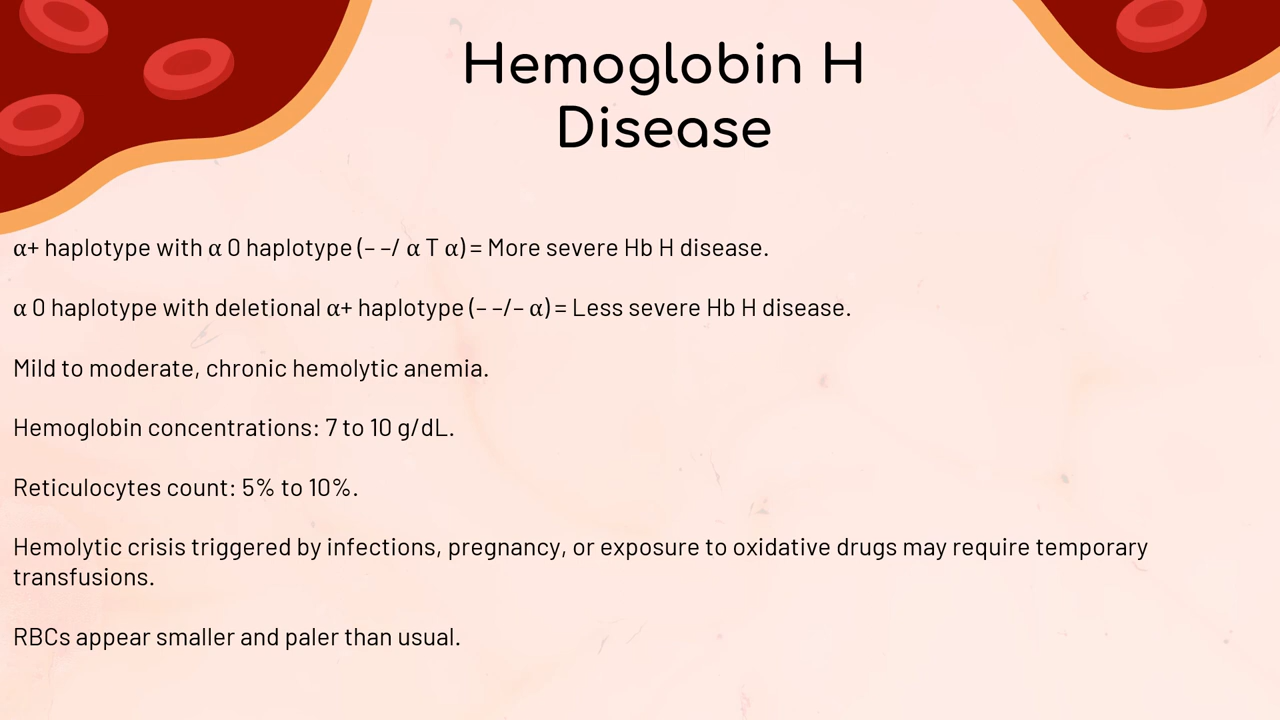 Hemoglobin H
Disease
α+ haplotype with α 0 haplotype (– –/ α T α) = More severe Hb H disease.
α 0 haplotype with deletional α+ haplotype (– –/– α) = Less severe Hb H disease.
Mild to moderate, chronic hemolytic anemia.
Hemoglobin concentrations: 7 to 10 g/dL.
Reticulocytes count: 5% to 10%.
Hemolytic crisis triggered by infections, pregnancy, or exposure to oxidative drugs may require temporary
transfusions.
RBCs appear smaller and paler than usual.